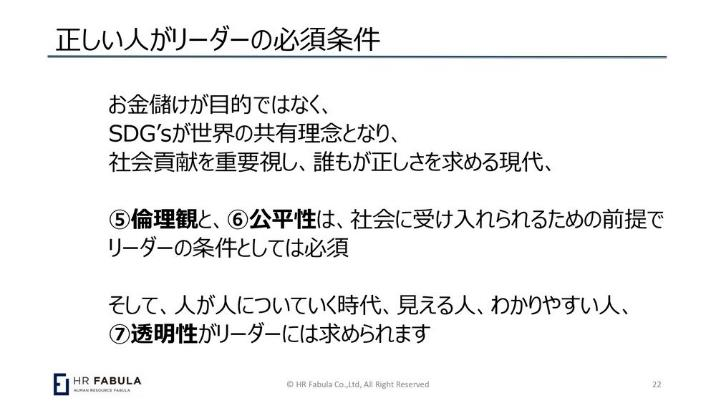 正しい人がリーダーの必須条件
お金儲けが目的ではなく、
SDG’sが世界の共有理念となり、
社会貢献を重要視し、誰もが正しさを求める現代、
⑤倫理観と、⑥公平性は、社会に受け入れられるための前提で
リーダーの条件としては必須
そして、人が人についていく時代、見える人、わかりやすい人、
⑦透明性がリーダーには求められます
HR FABULA
HUMAN RESOURCE FABULA
© HR Fabula Co.,Ltd, All Right Reserved
22